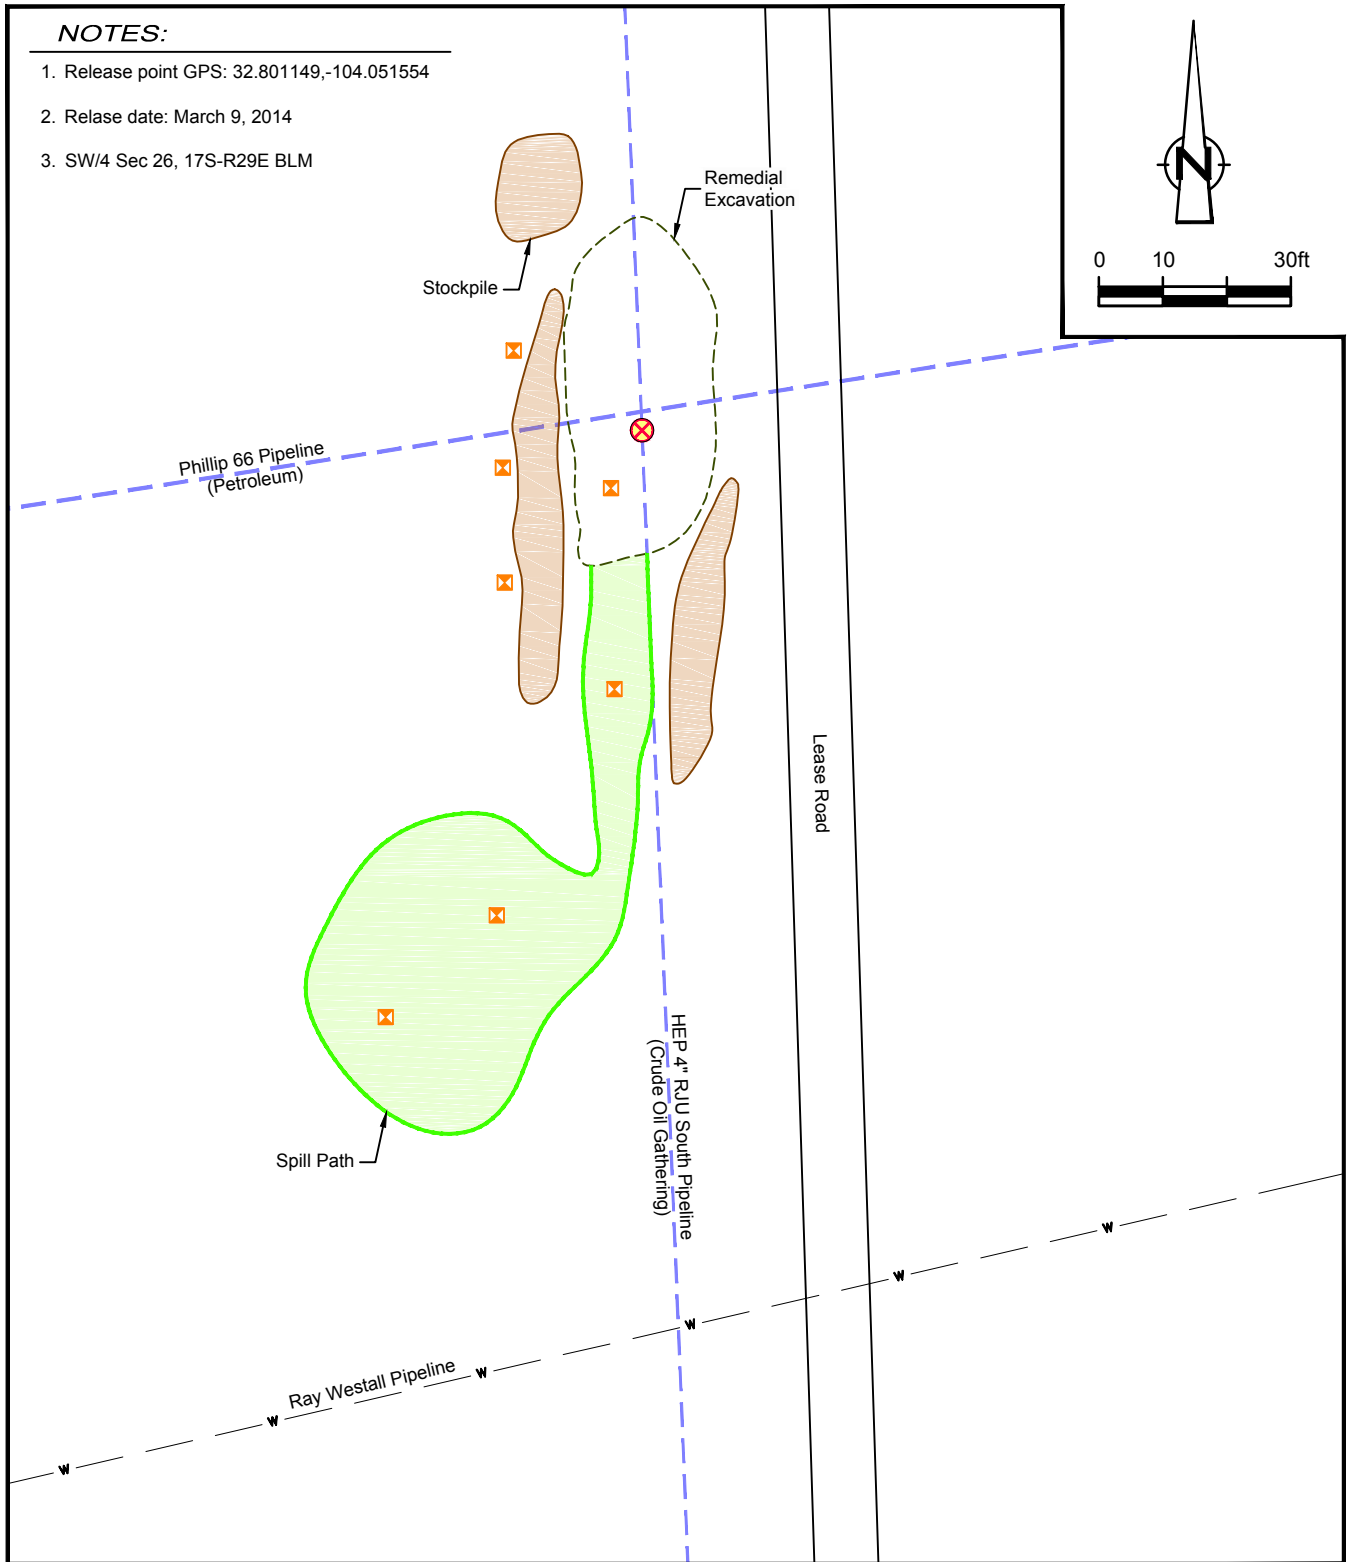 NOTES:
1. Release point GPS: 32.801149,-104.051554
2. Relase date: March 9, 2014
3. SW/4 Sec 26, 17S-R29E BLM
N
0 10 30ft
Remedial
Excavation
Stockpile
Phillip 66 Pipeline
(Petroleum)
Lease Road
HEP 4" RJU South Pipeline
(Crude Oil Gathering)
Spill Path
Ray Westall Pipeline
W
W
W
W
W
W